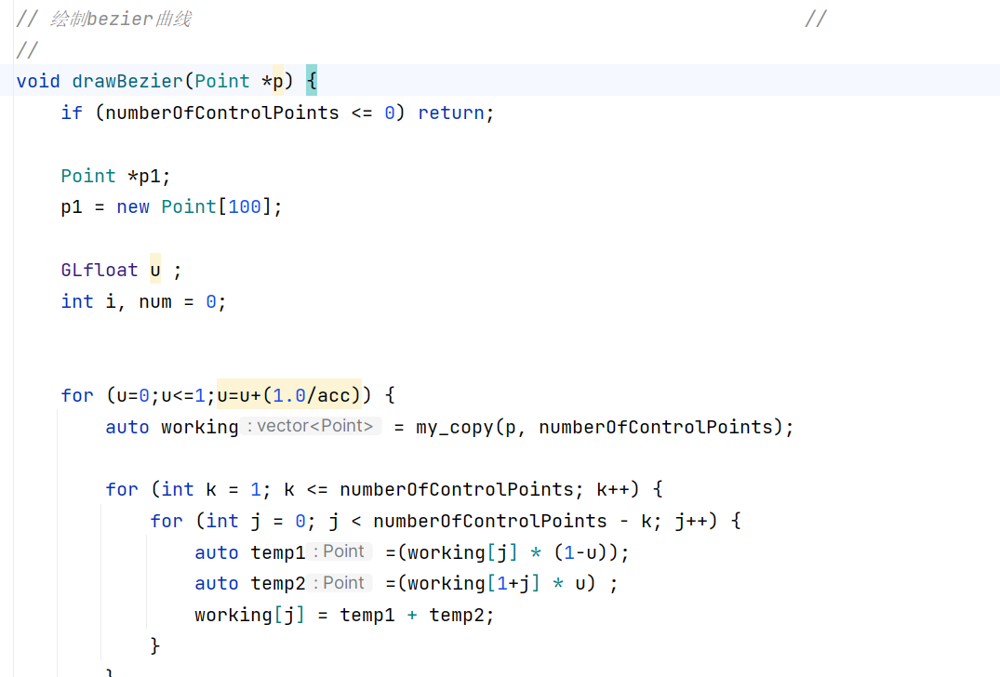 // 绘制bezier曲线 //
//
void drawBezier(Point *p) {
if (numberOfControlPoints <= 0) return;
Point *p1;
p1 = new Point[100];
GLfloat u ;
int i, num = 0;
for (u=0;u<=1;u=u+(1.0/acc)) {
auto working : vector<Point> = my_copy(p, numberOfControlPoints);
for (int k = 1; k <= numberOfControlPoints; k++) {
for (int j = 0; j < numberOfControlPoints - k; j++) {
auto temp1 : Point =(working[j] * (1-u));
auto temp2 : Point =(working[1+j] * u) ;
working[j] = temp1 + temp2;
}
}